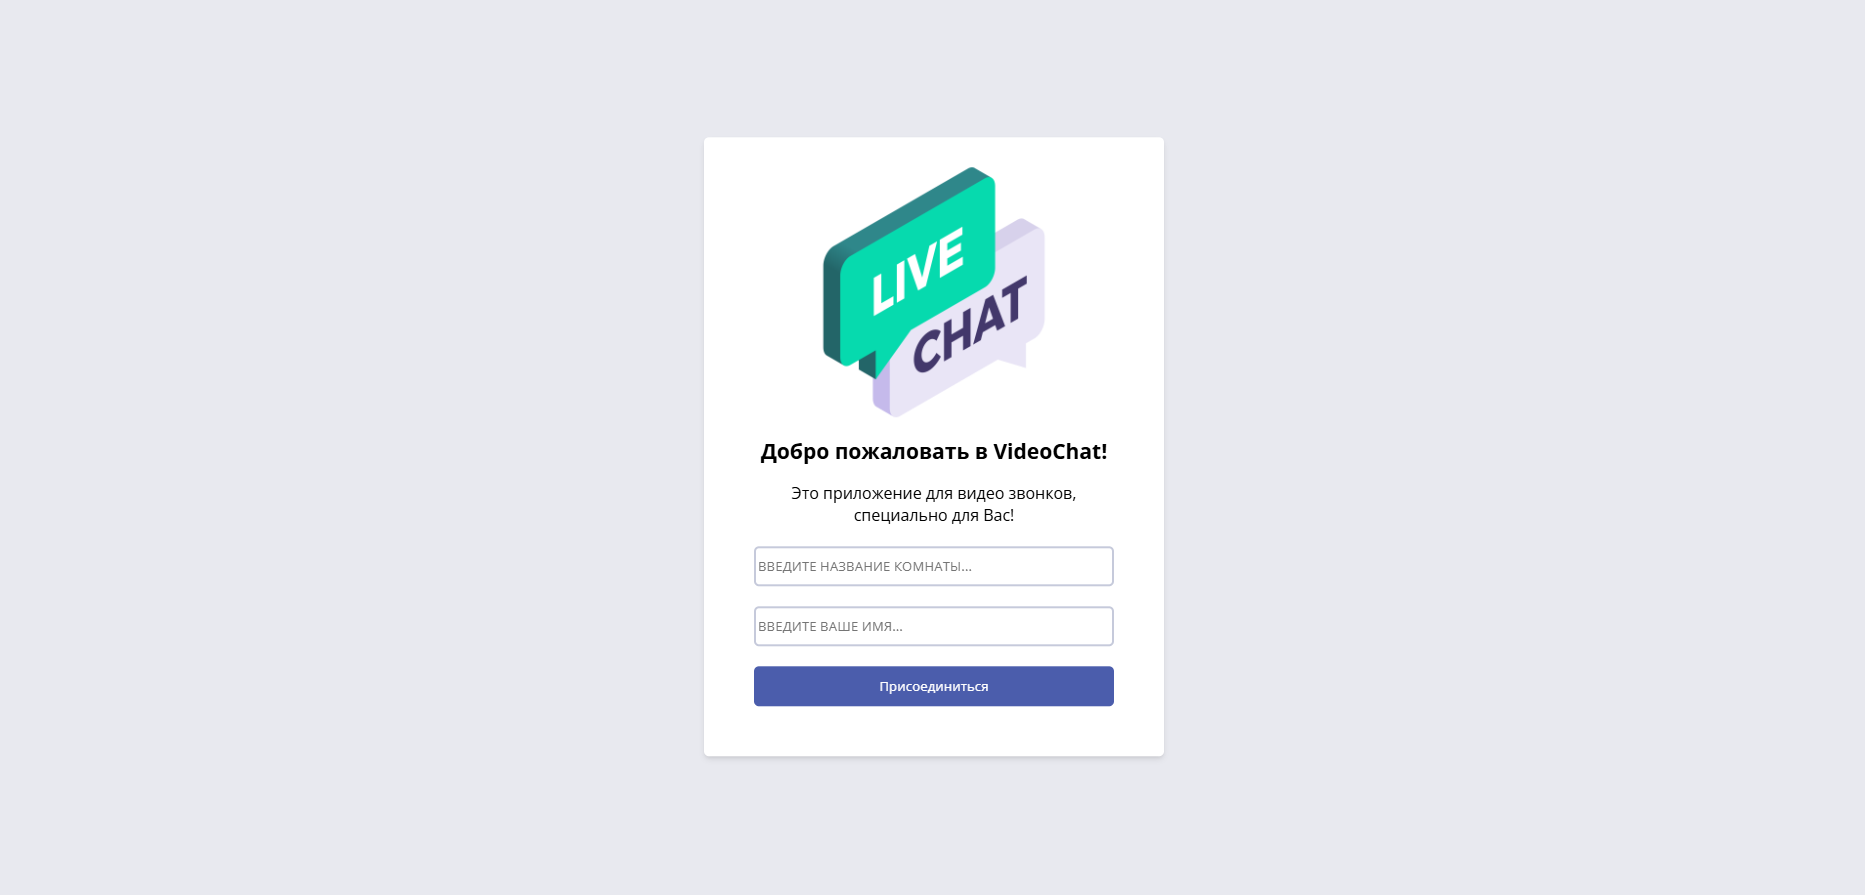 LIVE
CHAT
Добро пожаловать в VideoChat!
Это приложение для видео звонков,
специально для Вас!
ВВЕДИТЕ НАЗВАНИЕ КОМНАТЫ...
ВВЕДИТЕ ВАШЕ ИМЯ...
Присоединиться